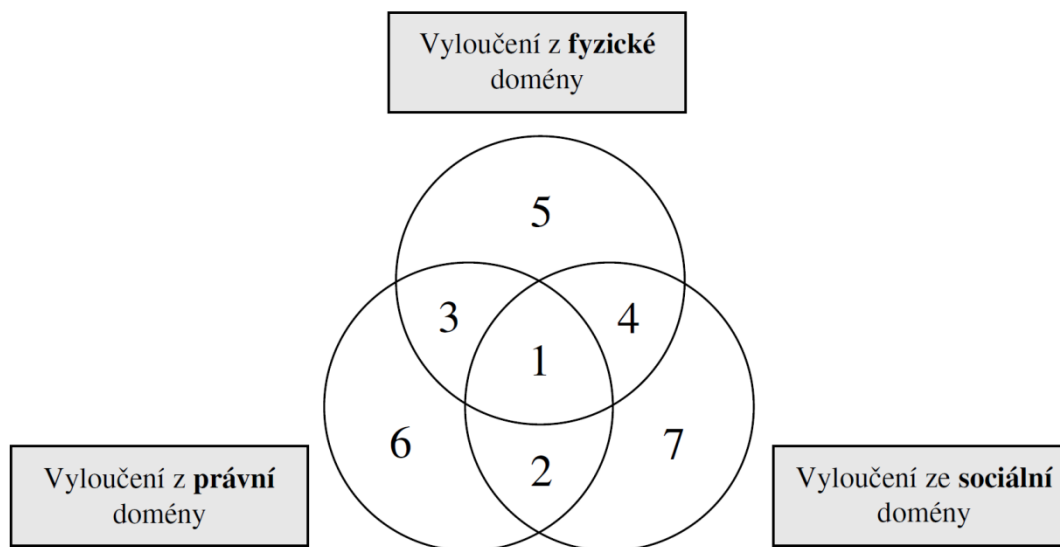 Vyloučení z fyzické
domény
5
3
4
1
6
7
2
Vyloučení z právní
domény
Vyloučení ze sociální
domény